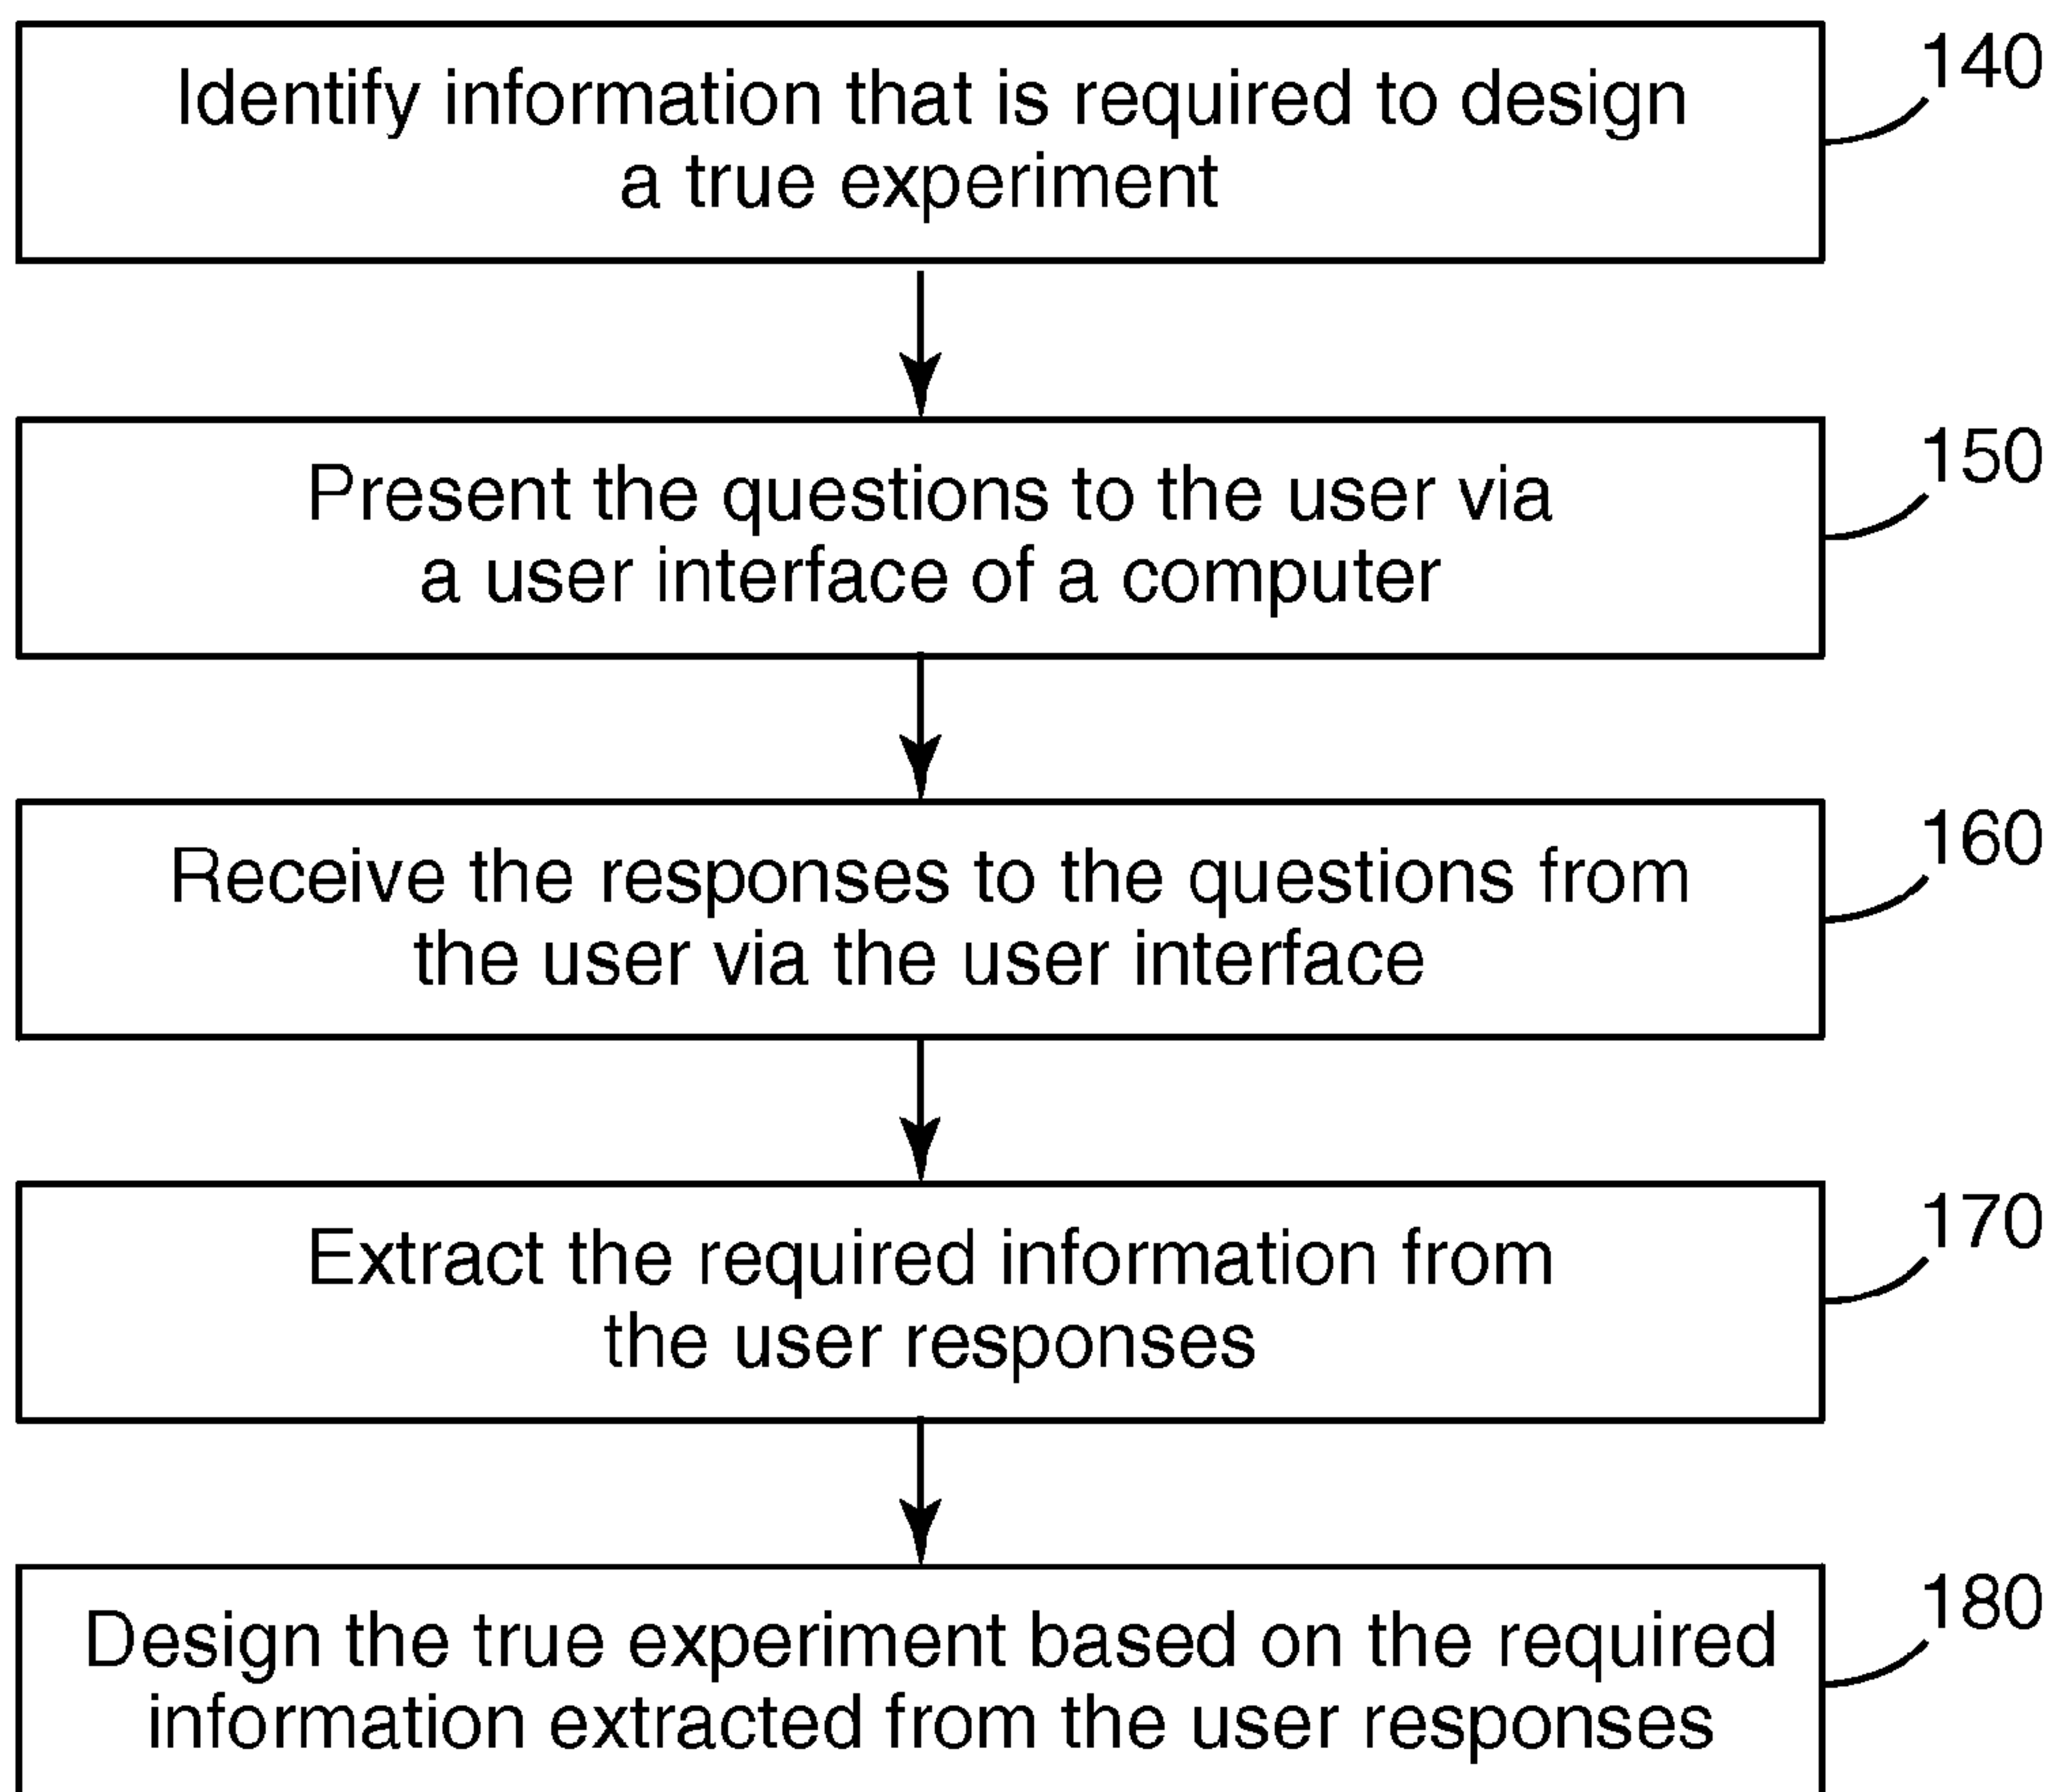 Identify information that is required to design
a true experiment
140
Present the questions to the user via
a user interface of a computer
150
Receive the responses to the questions from
the user via the user interface
160
Extract the required information from
the user responses
170
Design the true experiment based on the required
information extracted from the user responses
180